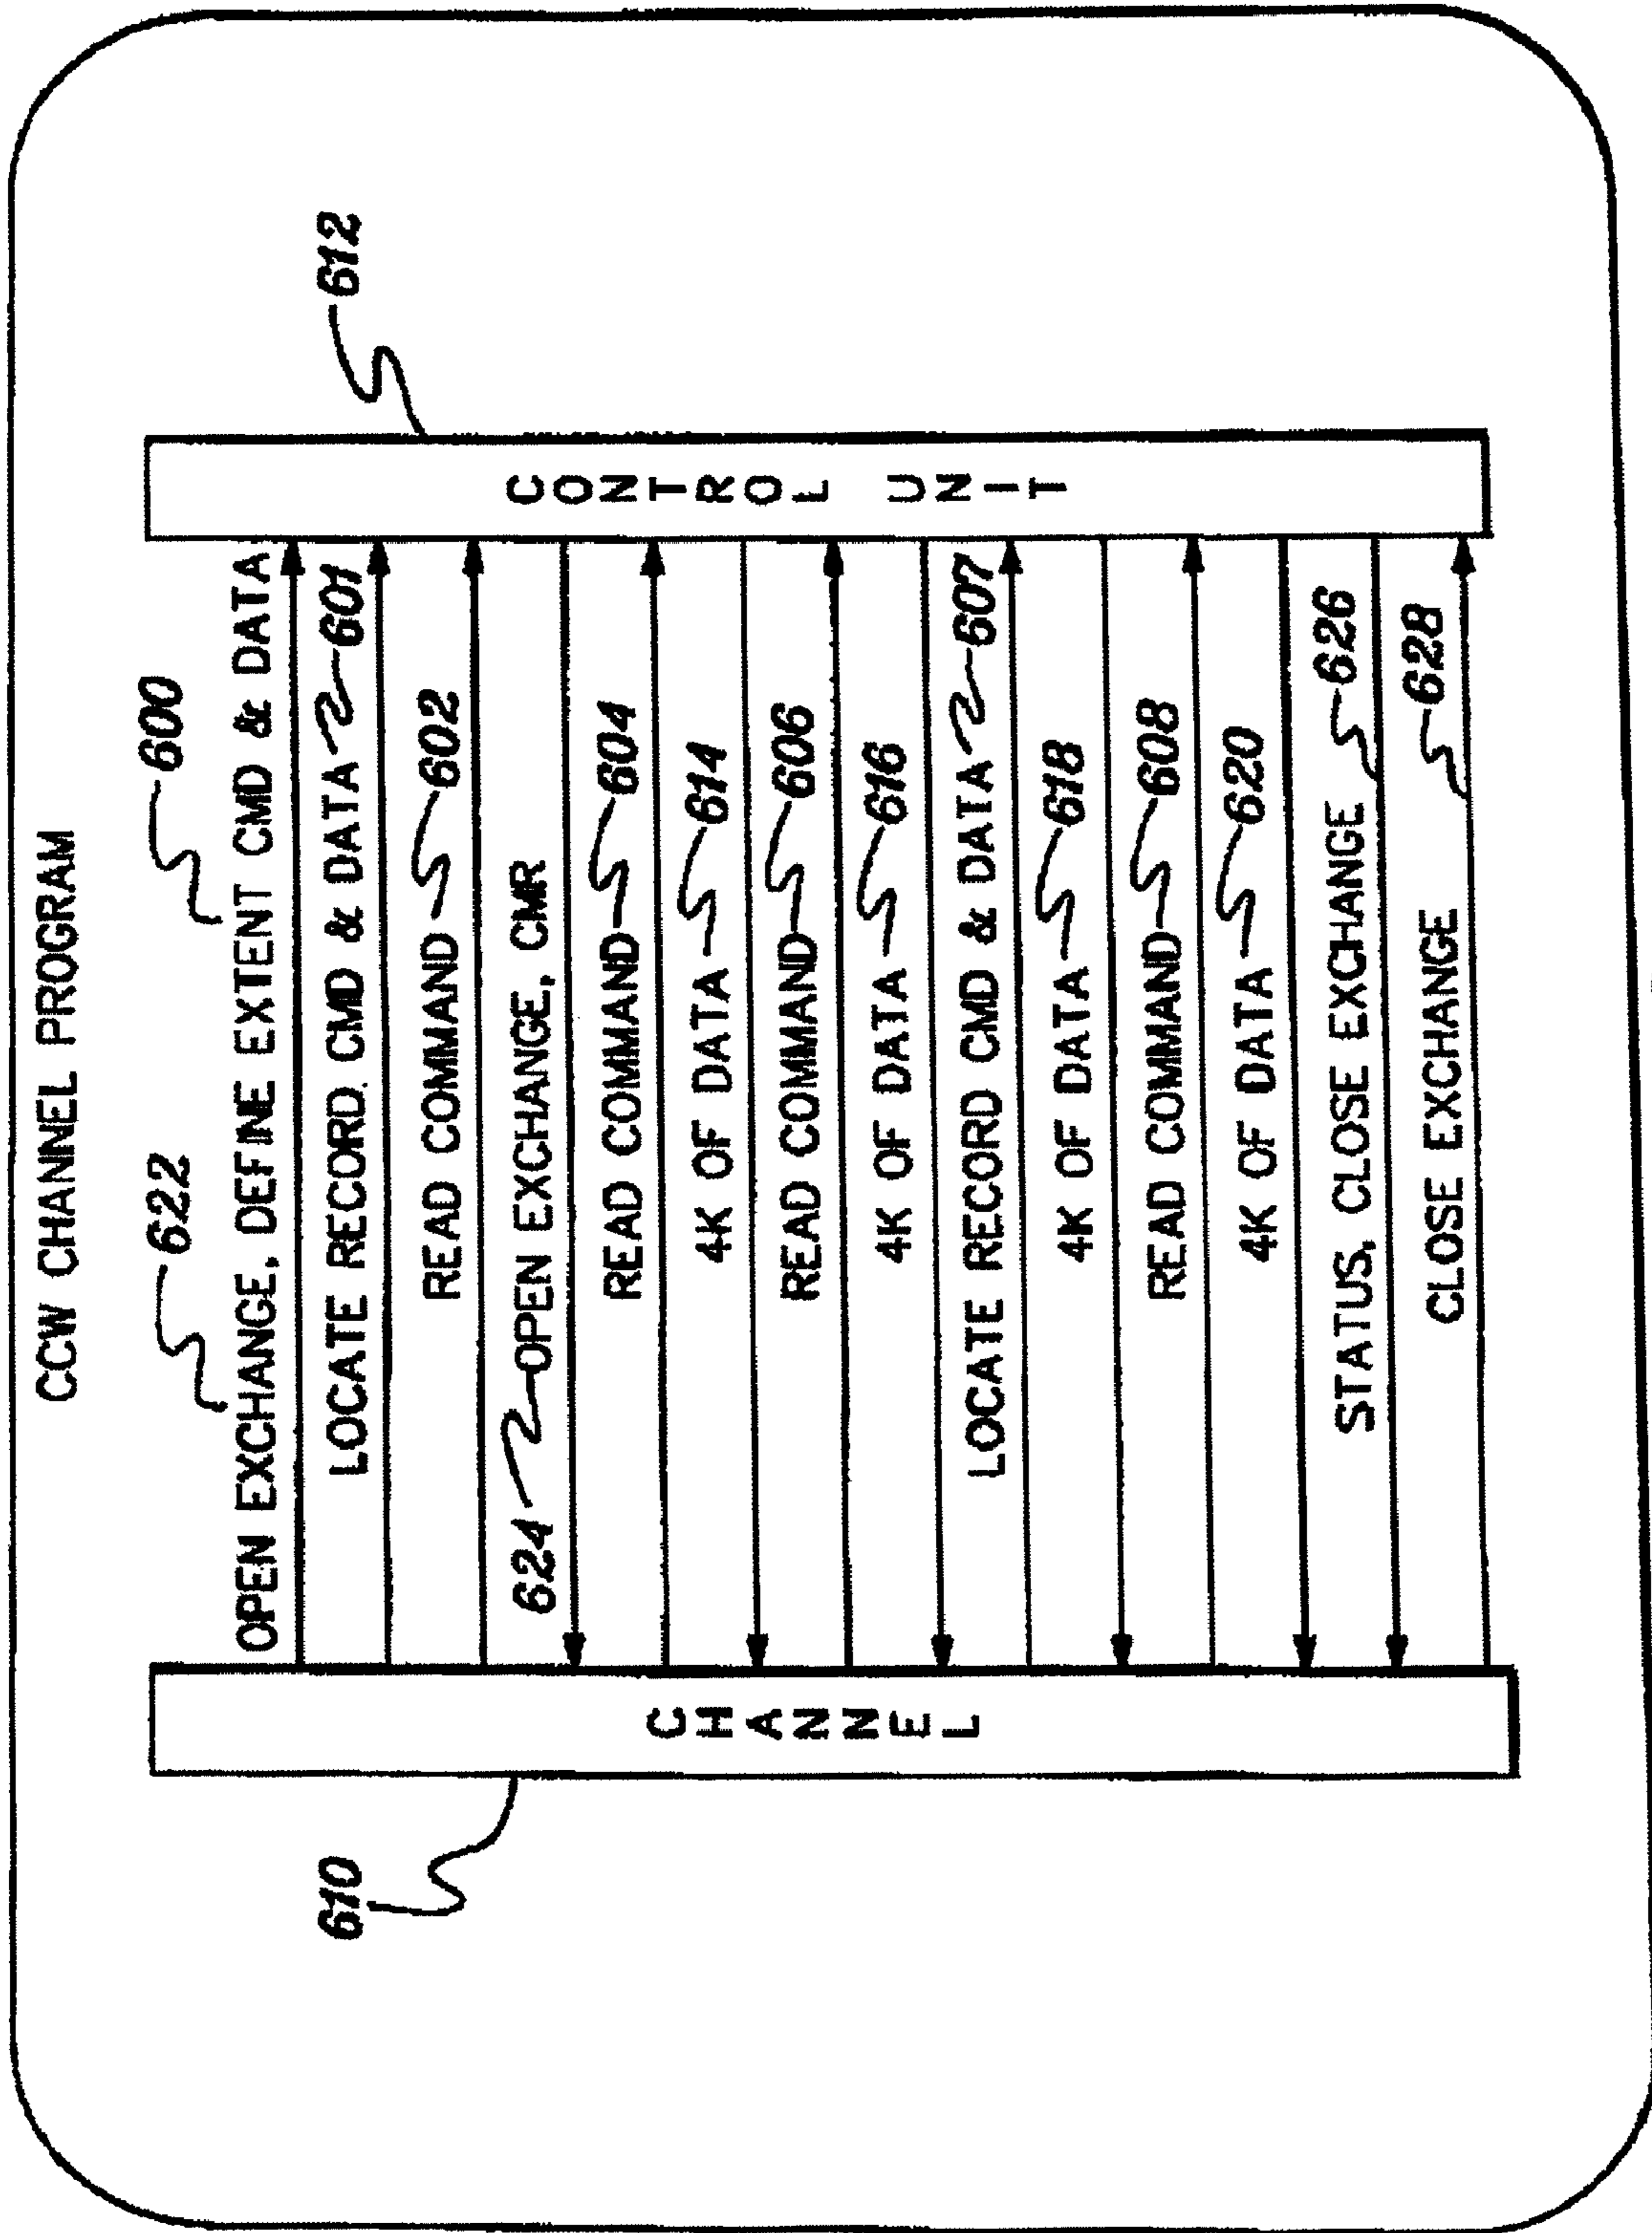 CCW CHANNEL PROGRAM
622
600
OPEN EXCHANGE, DEFINE EXTENT CMD & DATA
LOCATE RECORD CMD & DATA 601
READ COMMAND 602
624 OPEN EXCHANGE, CMR
READ COMMAND 604
4K OF DATA 614
READ COMMAND 606
4K OF DATA 616
LOCATE RECORD CMD & DATA 607
4K OF DATA 618
READ COMMAND 608
4K OF DATA 620
STATUS, CLOSE EXCHANGE 626
CLOSE EXCHANGE 628
610
CHANNEL
612
CONTROL UNIT